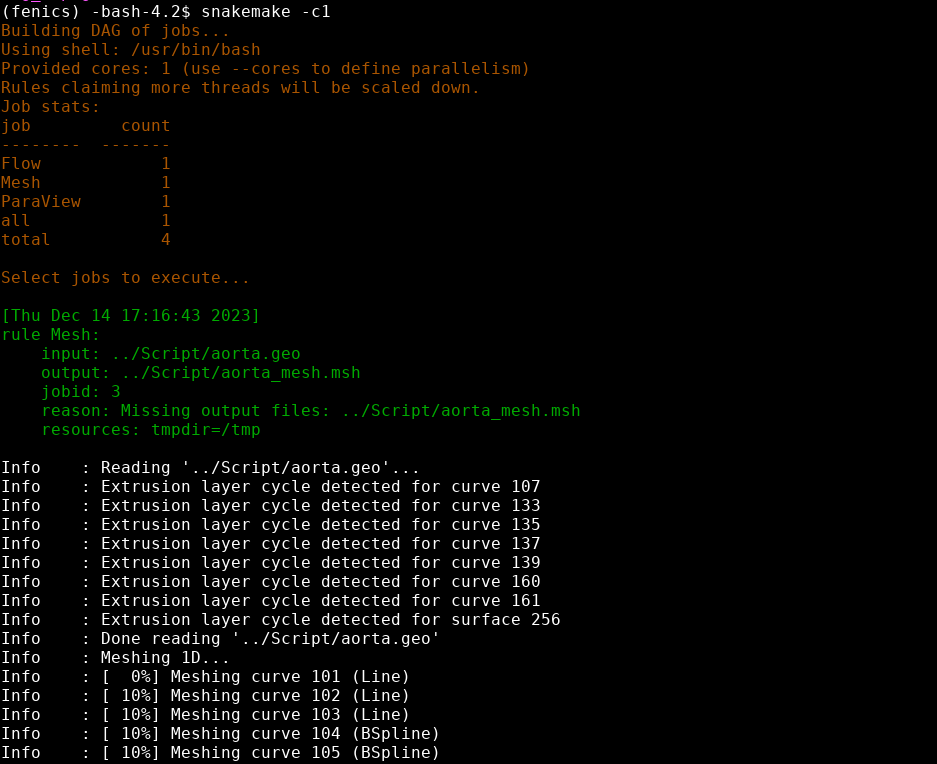 (fenics) -bash-4.2$ snakemake -c1
Building DAG of jobs...
Using shell: /usr/bin/bash
Provided cores: 1 (use --cores to define parallelism)
Rules claiming more threads will be scaled down.
Job stats:
job         count
--------  -------
Flow            1
Mesh            1
ParaView        1
all             1
total           4
Select jobs to execute...
[Thu Dec 14 17:16:43 2023]
rule Mesh:
    input: ../Script/aorta.geo
    output: ../Script/aorta_mesh.msh
    jobid: 3
    reason: Missing output files: ../Script/aorta_mesh.msh
    resources: tmpdir=/tmp
Info    : Reading '../Script/aorta.geo'...
Info    : Extrusion layer cycle detected for curve 107
Info    : Extrusion layer cycle detected for curve 133
Info    : Extrusion layer cycle detected for curve 135
Info    : Extrusion layer cycle detected for curve 137
Info    : Extrusion layer cycle detected for curve 139
Info    : Extrusion layer cycle detected for curve 160
Info    : Extrusion layer cycle detected for curve 161
Info    : Extrusion layer cycle detected for surface 256
Info    : Done reading '../Script/aorta.geo'
Info    : Meshing 1D...
Info    : [  0%] Meshing curve 101 (Line)
Info    : [ 10%] Meshing curve 102 (Line)
Info    : [ 10%] Meshing curve 103 (Line)
Info    : [ 10%] Meshing curve 104 (BSpline)
Info    : [ 10%] Meshing curve 105 (BSpline)